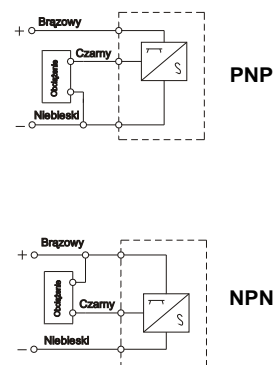 Brązowy
+
Czarny
Obciążenie
S
PNP
Niebieski
−
Brązowy
+
Obciążenie
Czarny
S
NPN
Niebieski
−